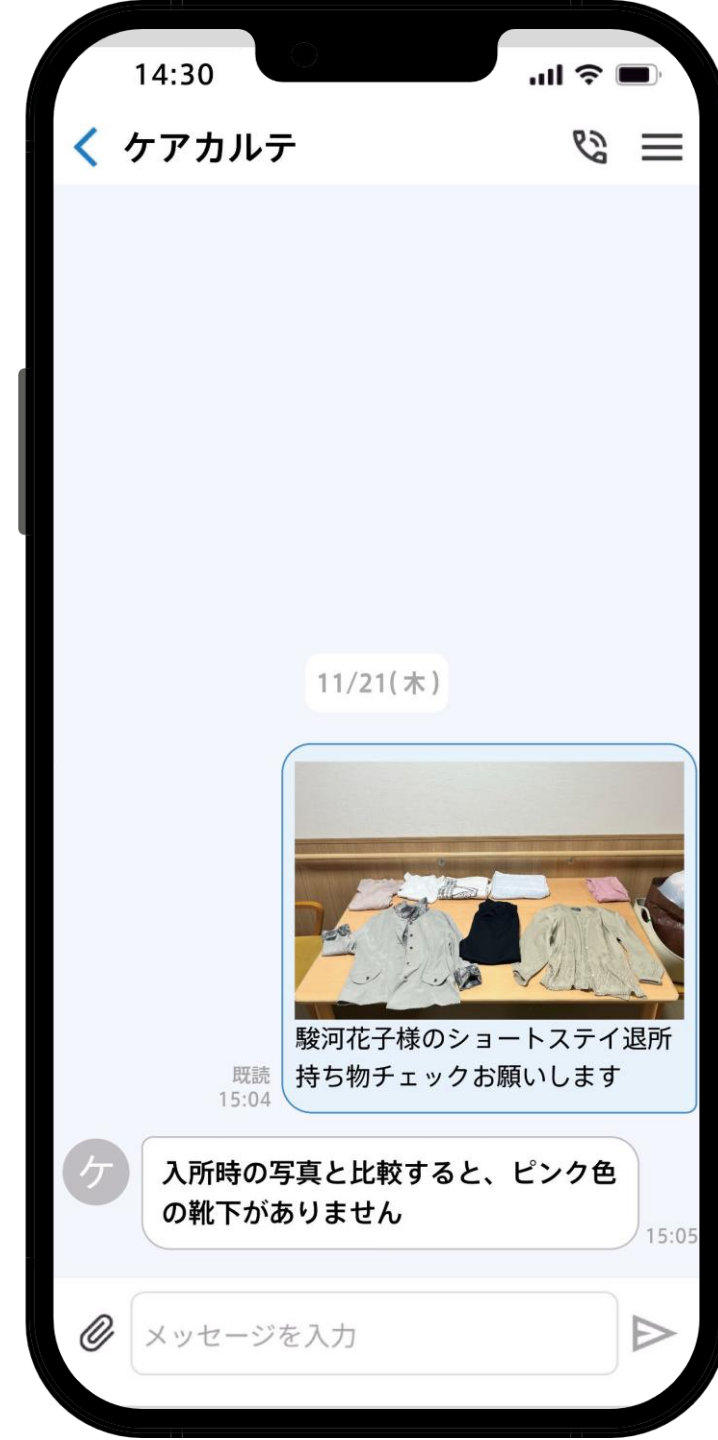 14:30
ケアカルテ
11/21(木)
駿河花子様のショートステイ退所
持ち物チェックお願いします
既読
15:04
ケ
入所時の写真と比較すると、ピンク色
の靴下がありません
15:05
メッセージを入力